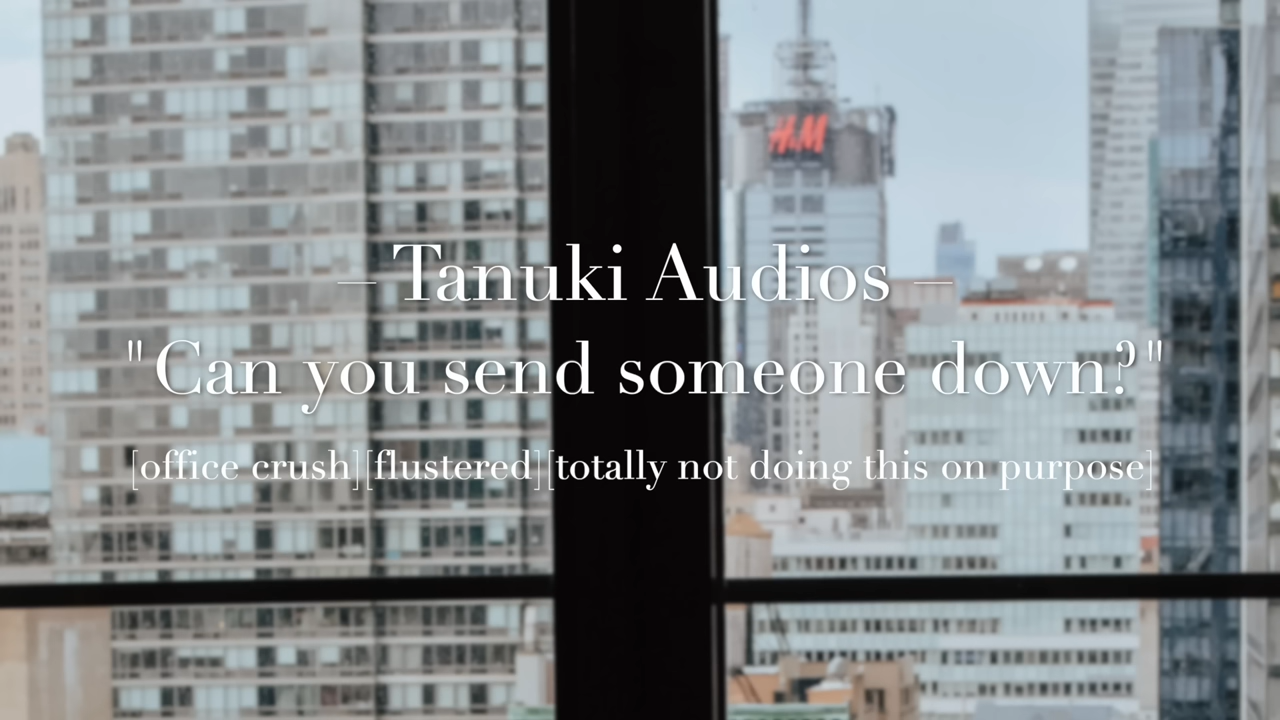 H&M
– Tanuki Audios –
"Can you send someone down?"
[office crush][flustered][totally not doing this on purpose]